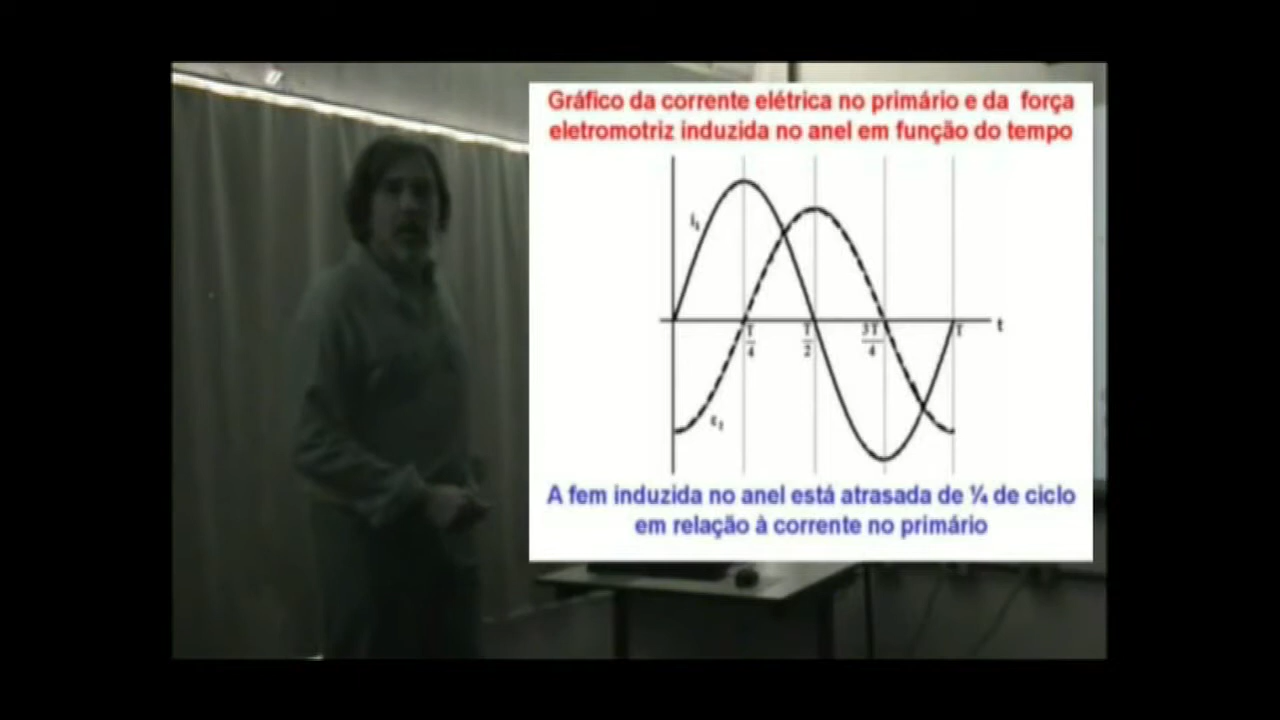 Gráfico da corrente elétrica no primário e da força
eletromotriz induzida no anel em função do tempo
i₁
t
T/4
T/2
3T/4
T
ε₂
A fem induzida no anel está atrasada de ¼ de ciclo
em relação à corrente no primário